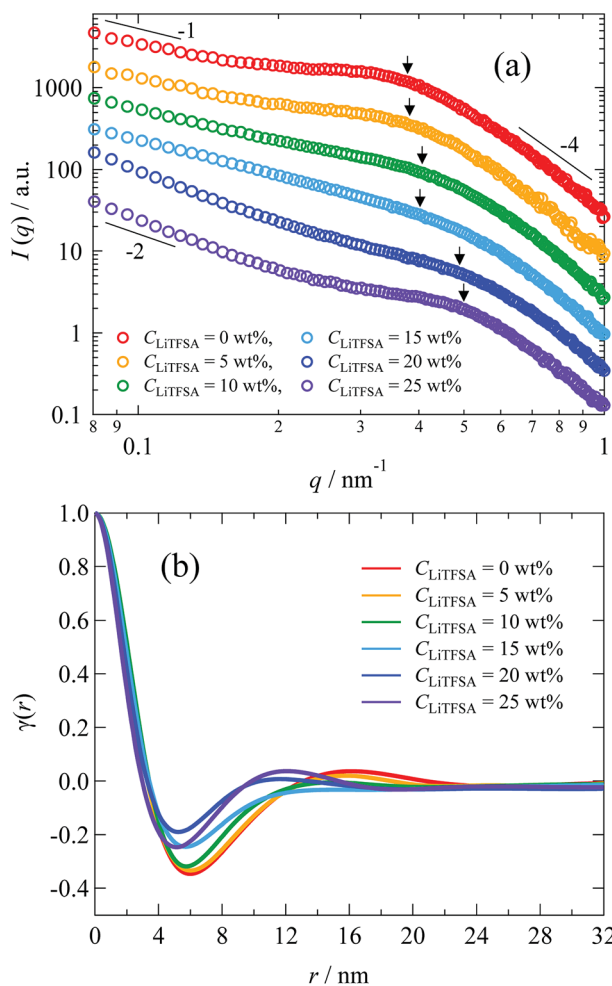 -1
(a)
1000
-4
100
I (q) / a.u.
10
-2
1
C LiTFSA = 0 wt%,
C LiTFSA = 15 wt%
C LiTFSA = 5 wt%,
C LiTFSA = 20 wt%
C LiTFSA = 10 wt%,
C LiTFSA = 25 wt%
0.1
8 9 2 3 4 5 6 7 8 9
0.1 1
q / nm-1
1.0
(b)
C LiTFSA = 0 wt%
0.8
C LiTFSA = 5 wt%
C LiTFSA = 10 wt%
0.6
C LiTFSA = 15 wt%
C LiTFSA = 20 wt%
0.4
C LiTFSA = 25 wt%
γ(r)
0.2
0.0
-0.2
-0.4
0 4 8 12 16 20 24 28 32
r / nm